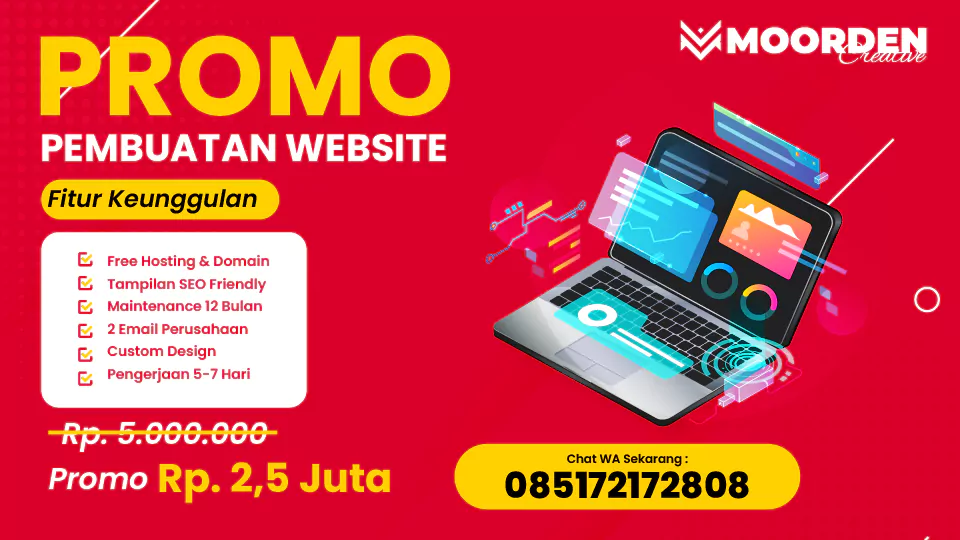 PROMO
PEMBUATAN WEBSITE
Fitur Keunggulan
Free Hosting & Domain
Tampilan SEO Friendly
Maintenance 12 Bulan
2 Email Perusahaan
Custom Design
Pengerjaan 5-7 Hari
Rp. 5.000.000
Promo Rp. 2,5 Juta
MOORDEN
Creative
Chat WA Sekarang :
085172172808